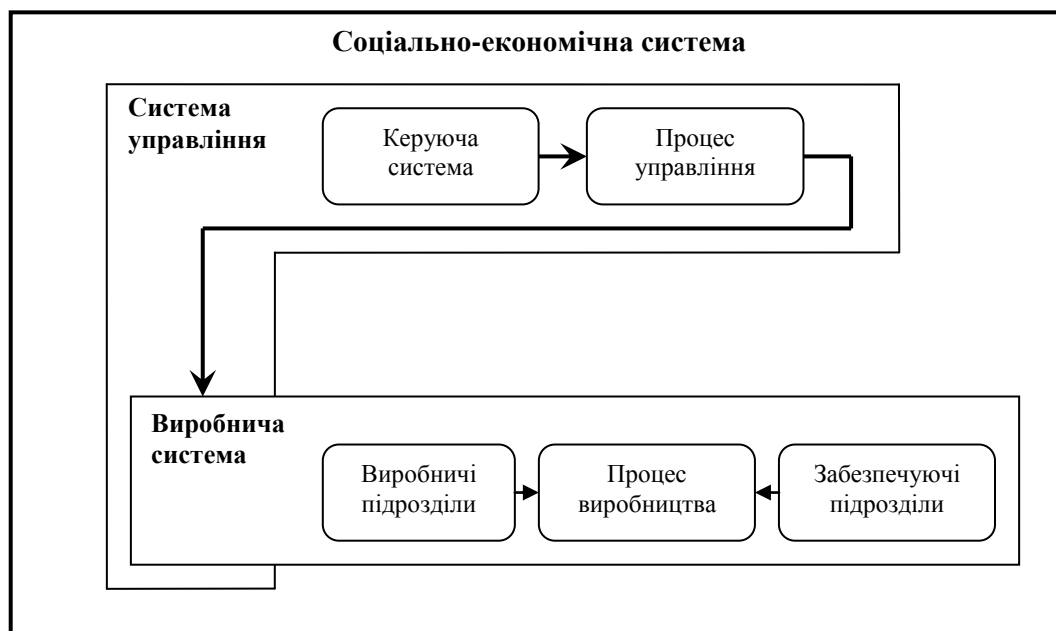 Соціально-економічна система
Система
управління
Керуюча
система
Процес
управління
Виробнича
система
Виробничі
підрозділи
Процес
виробництва
Забезпечуючі
підрозділи